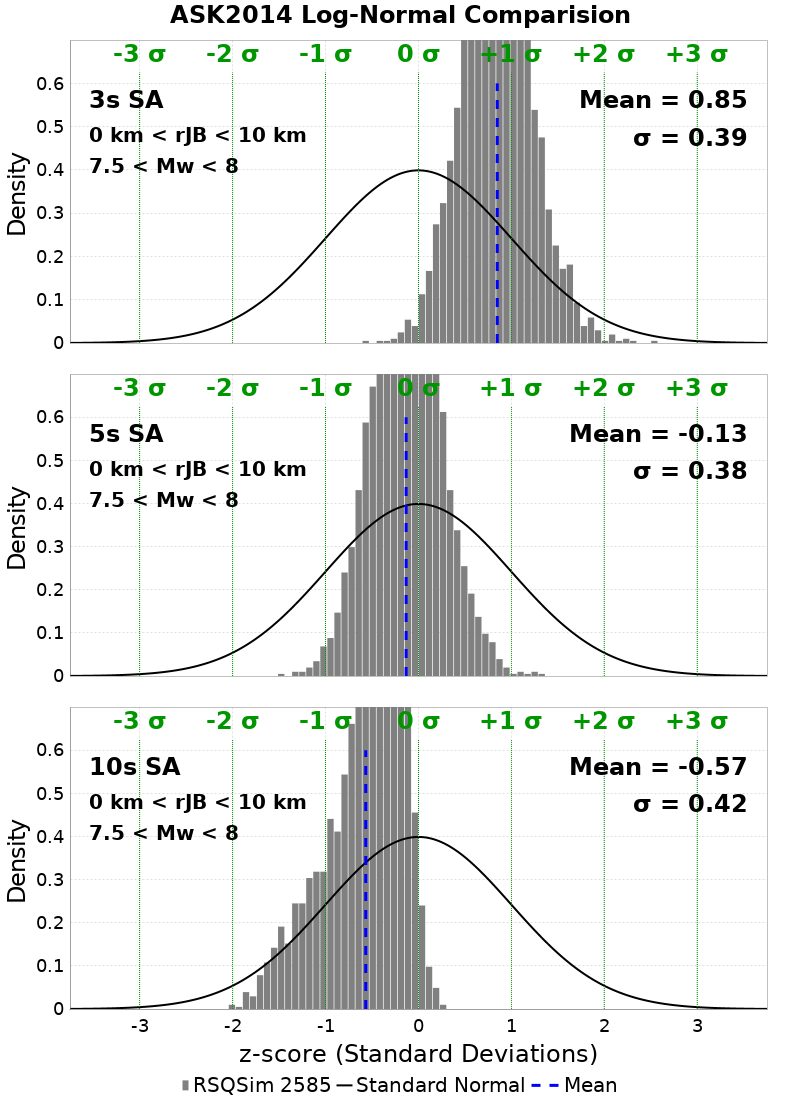 ASK2014 Log-Normal Comparision
-3 σ -2 σ -1 σ 0 σ +1 σ +2 σ +3 σ
0.6
0.5
0.4
0.3
0.2
0.1
0
Density
3s SA
0 km < rJB < 10 km
7.5 < Mw < 8
Mean = 0.85
σ = 0.39
-3 σ -2 σ -1 σ 0 σ +1 σ +2 σ +3 σ
0.6
0.5
0.4
0.3
0.2
0.1
0
Density
5s SA
0 km < rJB < 10 km
7.5 < Mw < 8
Mean = -0.13
σ = 0.38
-3 σ -2 σ -1 σ 0 σ +1 σ +2 σ +3 σ
0.6
0.5
0.4
0.3
0.2
0.1
0
Density
10s SA
0 km < rJB < 10 km
7.5 < Mw < 8
Mean = -0.57
σ = 0.42
-3 -2 -1 0 1 2 3
z-score (Standard Deviations)
RSQSim 2585 Standard Normal Mean